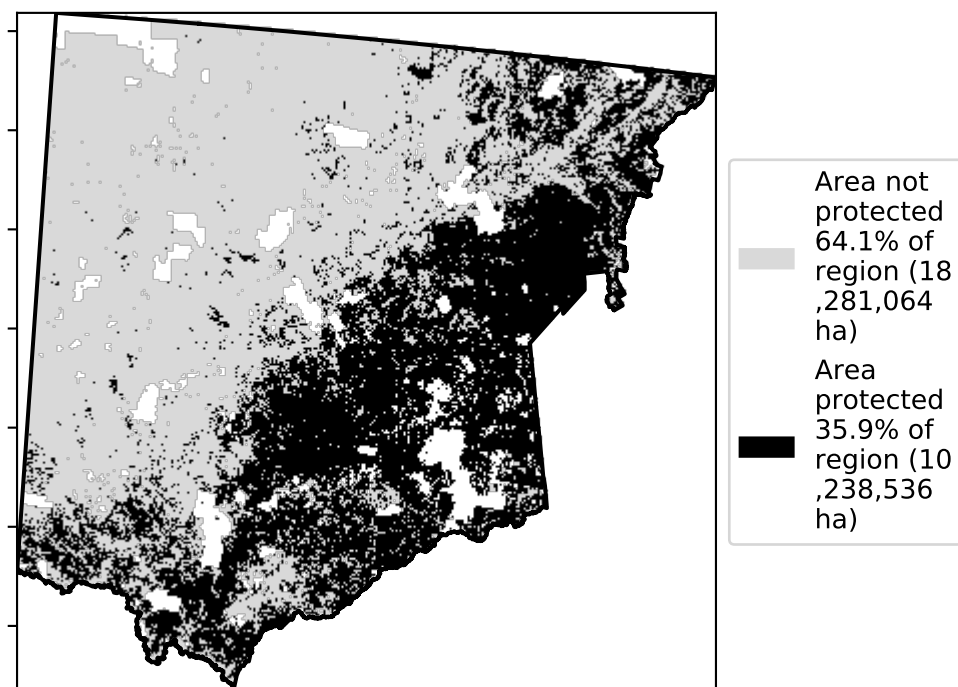 Area not
protected
64.1% of
region (18
,281,064
ha)
Area
protected
35.9% of
region (10
,238,536
ha)